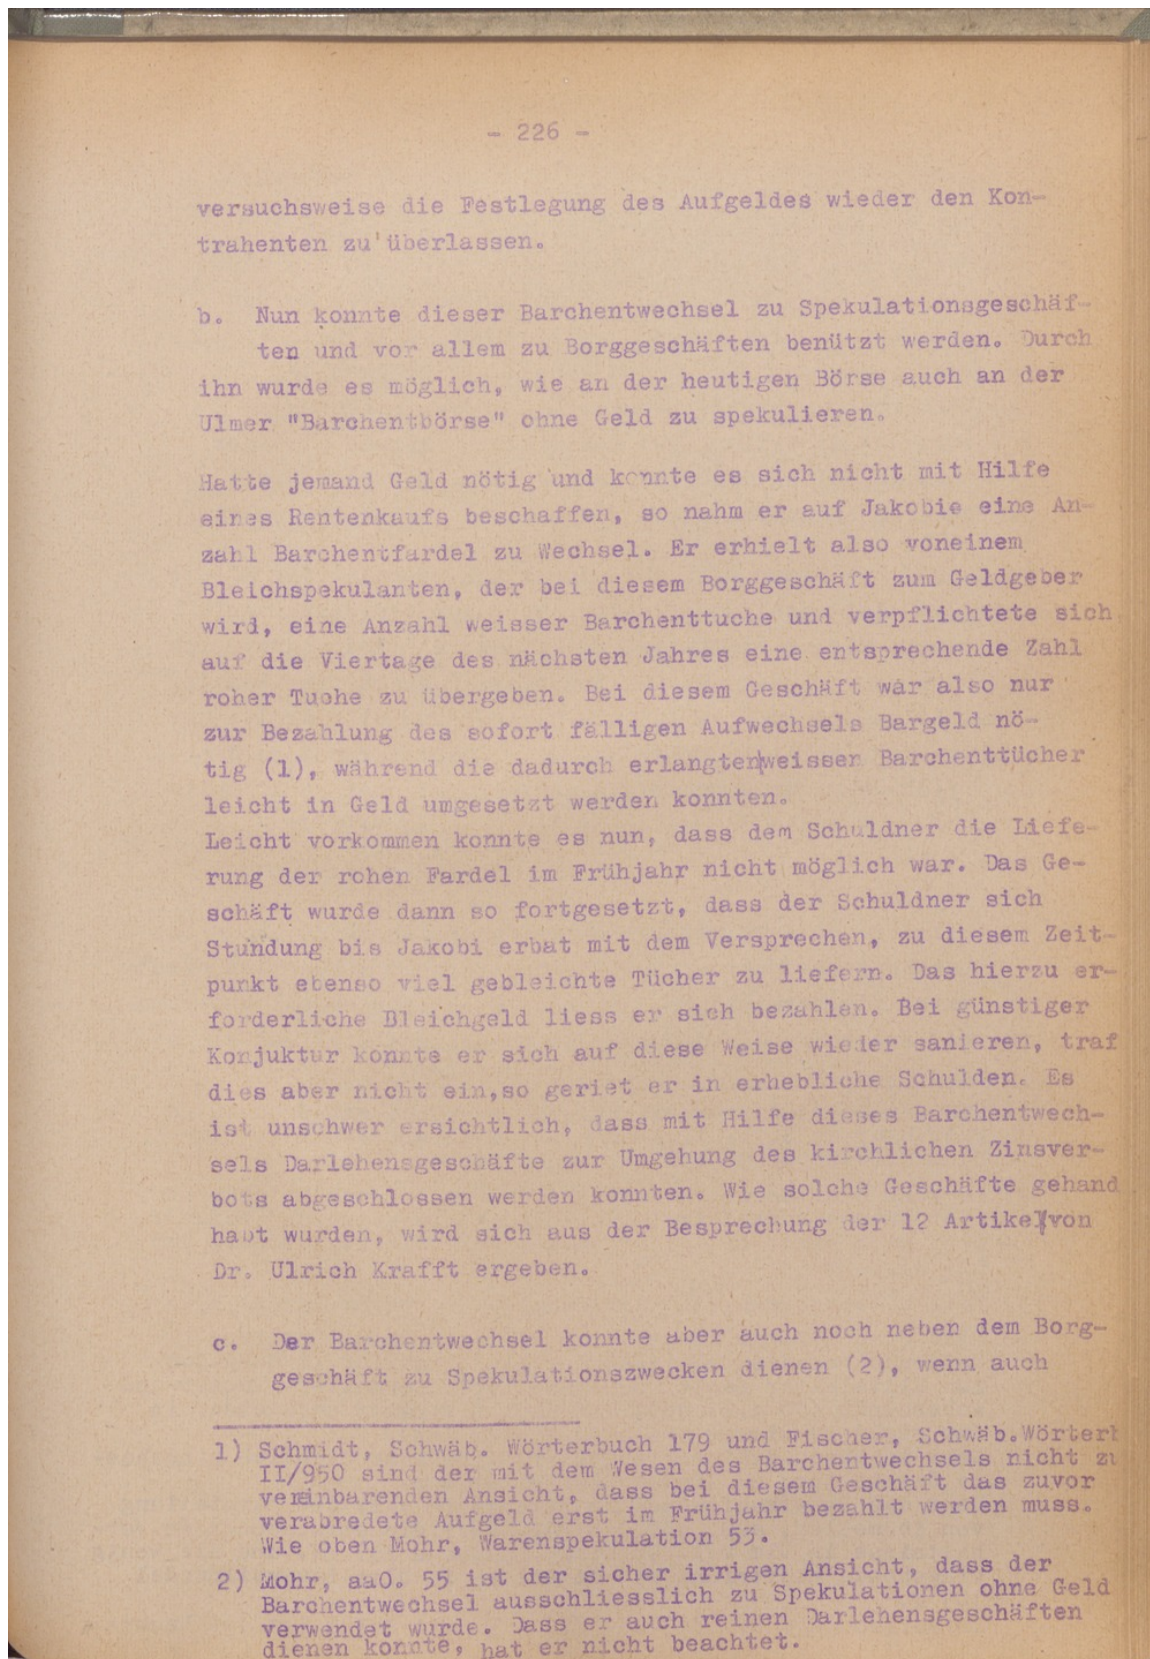 - 226 -
versuchsweise die Festlegung des Aufgeldes wieder den Kon-
trahenten zu überlassen.
b. Nun konnte dieser Barchentwechsel zu Spekulationsgeschäf-
ten und vor allem zu Borggeschäften benützt werden. Durch
ihn wurde es möglich, wie an der heutigen Börse auch an der
Ulmer "Barchentbörse" ohne Geld zu spekulieren.
Hatte jemand Geld nötig und konnte es sich nicht mit Hilfe
eines Rentenkaufs beschaffen, so nahm er auf Jakobie eine An-
zahl Barchentfardel zu Wechsel. Er erhielt also voneinem
Bleichspekulanten, der bei diesem Borggeschäft zum Geldgeber
wird, eine Anzahl weisser Barchenttuche und verpflichtete sich
auf die Viertage des nächsten Jahres eine entsprechende Zahl
roher Tuche zu übergeben. Bei diesem Geschäft war also nur
zur Bezahlung des sofort fälligen Aufwechsels Bargeld nö-
tig (1), während die dadurch erlangten|weissen Barchenttücher
leicht in Geld umgesetzt werden konnten.
Leicht vorkommen konnte es nun, dass dem Schuldner die Liefe-
rung der rohen Fardel im Frühjahr nicht möglich war. Das Ge-
schäft wurde dann so fortgesetzt, dass der Schuldner sich
Stundung bis Jakobi erbat mit dem Versprechen, zu diesem Zeit-
punkt ebenso viel gebleichte Tücher zu liefern. Das hierzu er-
forderliche Bleichgeld liess er sich bezahlen. Bei günstiger
Konjuktur konnte er sich auf diese Weise wieder sanieren, traf
dies aber nicht ein,so geriet er in erhebliche Schulden. Es
ist unschwer ersichtlich, dass mit Hilfe dieses Barchentwech-
sels Darlehensgeschäfte zur Umgehung des kirchlichen Zinsver-
bots abgeschlossen werden konnten. Wie solche Geschäfte gehand
habt wurden, wird sich aus der Besprechung der 12 Artikel von
Dr. Ulrich Krafft ergeben.
c. Der Barchentwechsel konnte aber auch noch neben dem Borg-
geschäft zu Spekulationszwecken dienen (2), wenn auch
1) Schmidt, Schwäb. Wörterbuch 179 und Fischer, Schwäb.Wörterb
II/950 sind der mit dem Wesen des Barchentwechsels nicht zu
vereinbarenden Ansicht, dass bei diesem Geschäft das zuvor
verabredete Aufgeld erst im Frühjahr bezahlt werden muss.
Wie oben Mohr, Warenspekulation 53.
2) Mohr, aaO. 55 ist der sicher irrigen Ansicht, dass der
Barchentwechsel ausschliesslich zu Spekulationen ohne Geld
verwendet wurde. Dass er auch reinen Darlehensgeschäften
dienen konnte, hat er nicht beachtet.